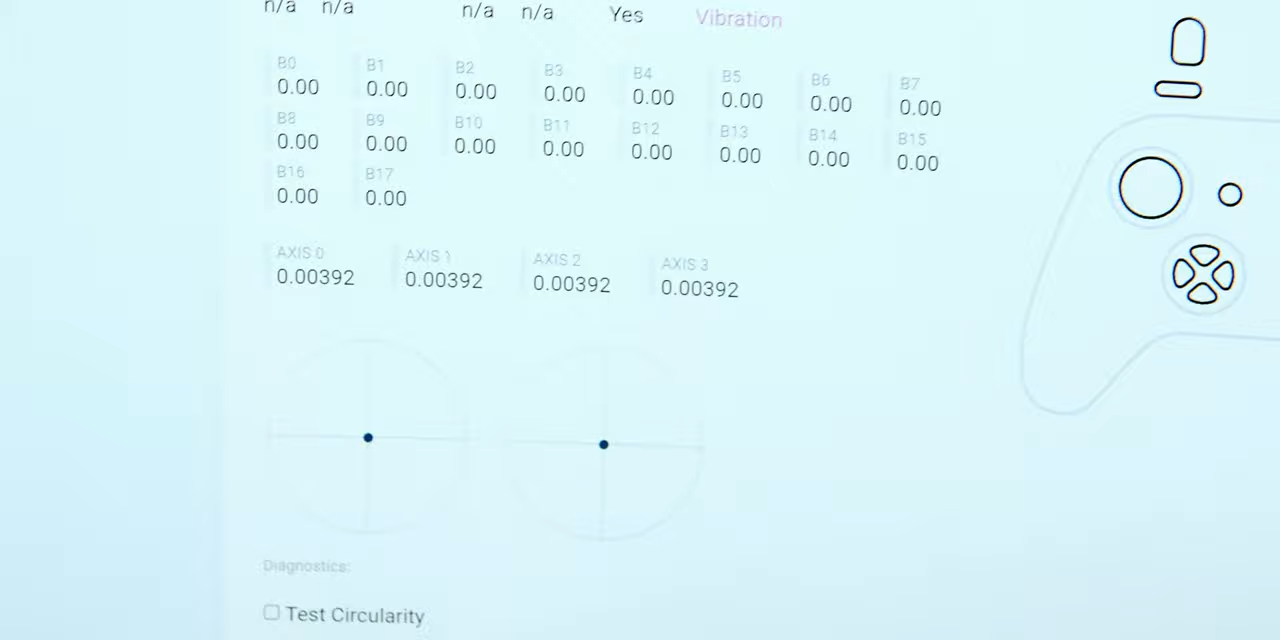 n/a n/a n/a n/a Yes Vibration
B0 B1 B2 B3 B4 B5 B6 B7
0.00 0.00 0.00 0.00 0.00 0.00 0.00 0.00
B8 B9 B10 B11 B12 B13 B14 B15
0.00 0.00 0.00 0.00 0.00 0.00 0.00 0.00
B16 B17
0.00 0.00
AXIS 0 AXIS 1 AXIS 2 AXIS 3
0.00392 0.00392 0.00392 0.00392
Diagnostics:
Test Circularity